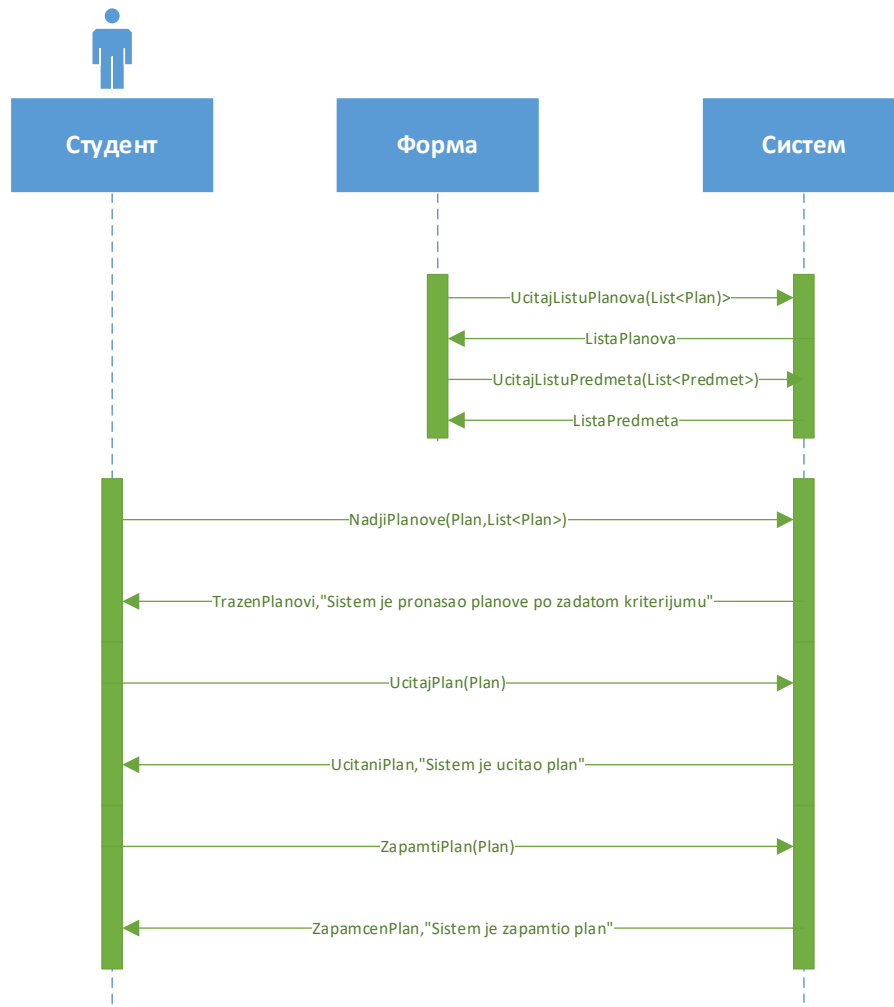 Студент
Форма
Систем
UcitajListuPlanova(List<Plan)>
ListaPlanova
UcitajListuPredmeta(List<Predmet>)
ListaPredmeta
NadjiPlanove(Plan,List<Plan>)
TrazenPlanovi,"Sistem je pronasao planove po zadatom kriterijumu"
UcitajPlan(Plan)
UcitaniPlan,"Sistem je ucitao plan"
ZapamtiPlan(Plan)
ZapamcenPlan,"Sistem je zapamtio plan"